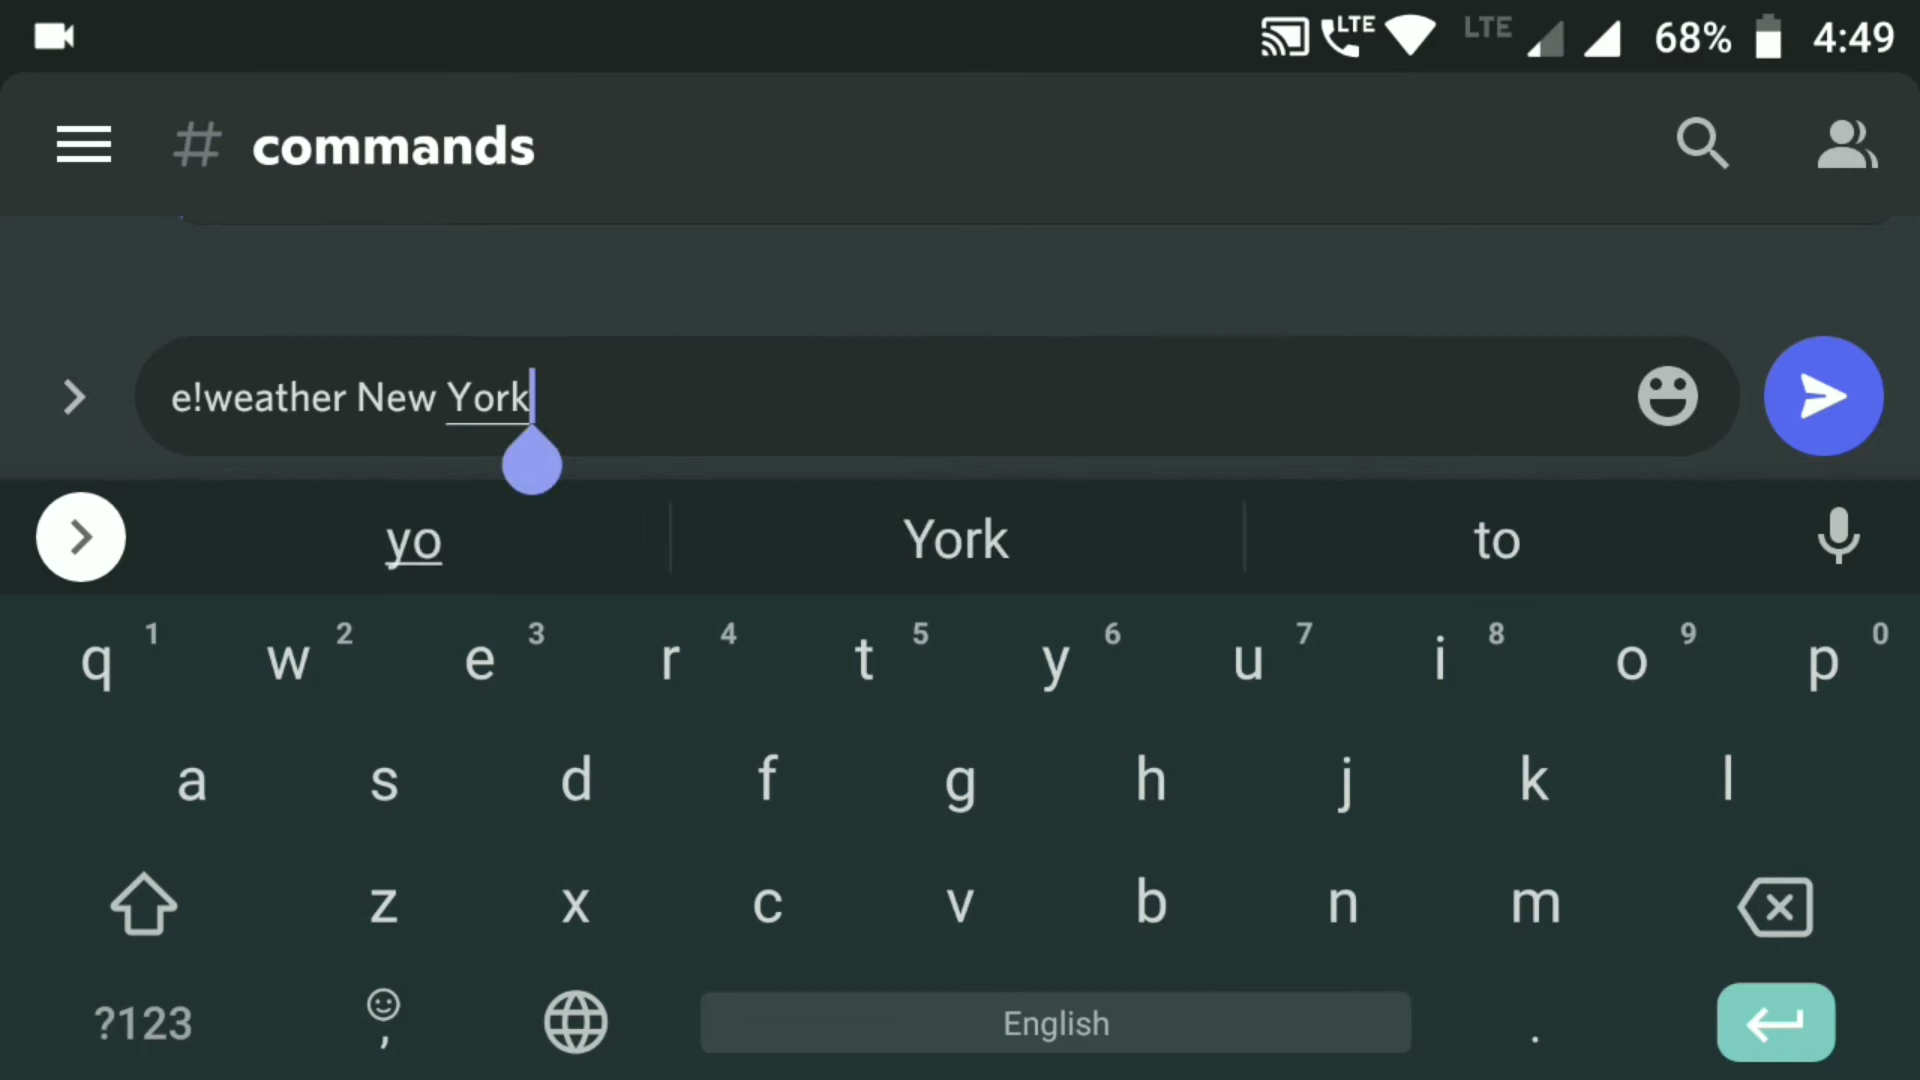 LTE LTE 68% 4:49
# commands
e!weather New York
yo York to
q 1 w 2 e 3 r 4 t 5 y 6 u 7 i 8 o 9 p 0
a s d f g h j k l
z x c v b n m
?123 , English .